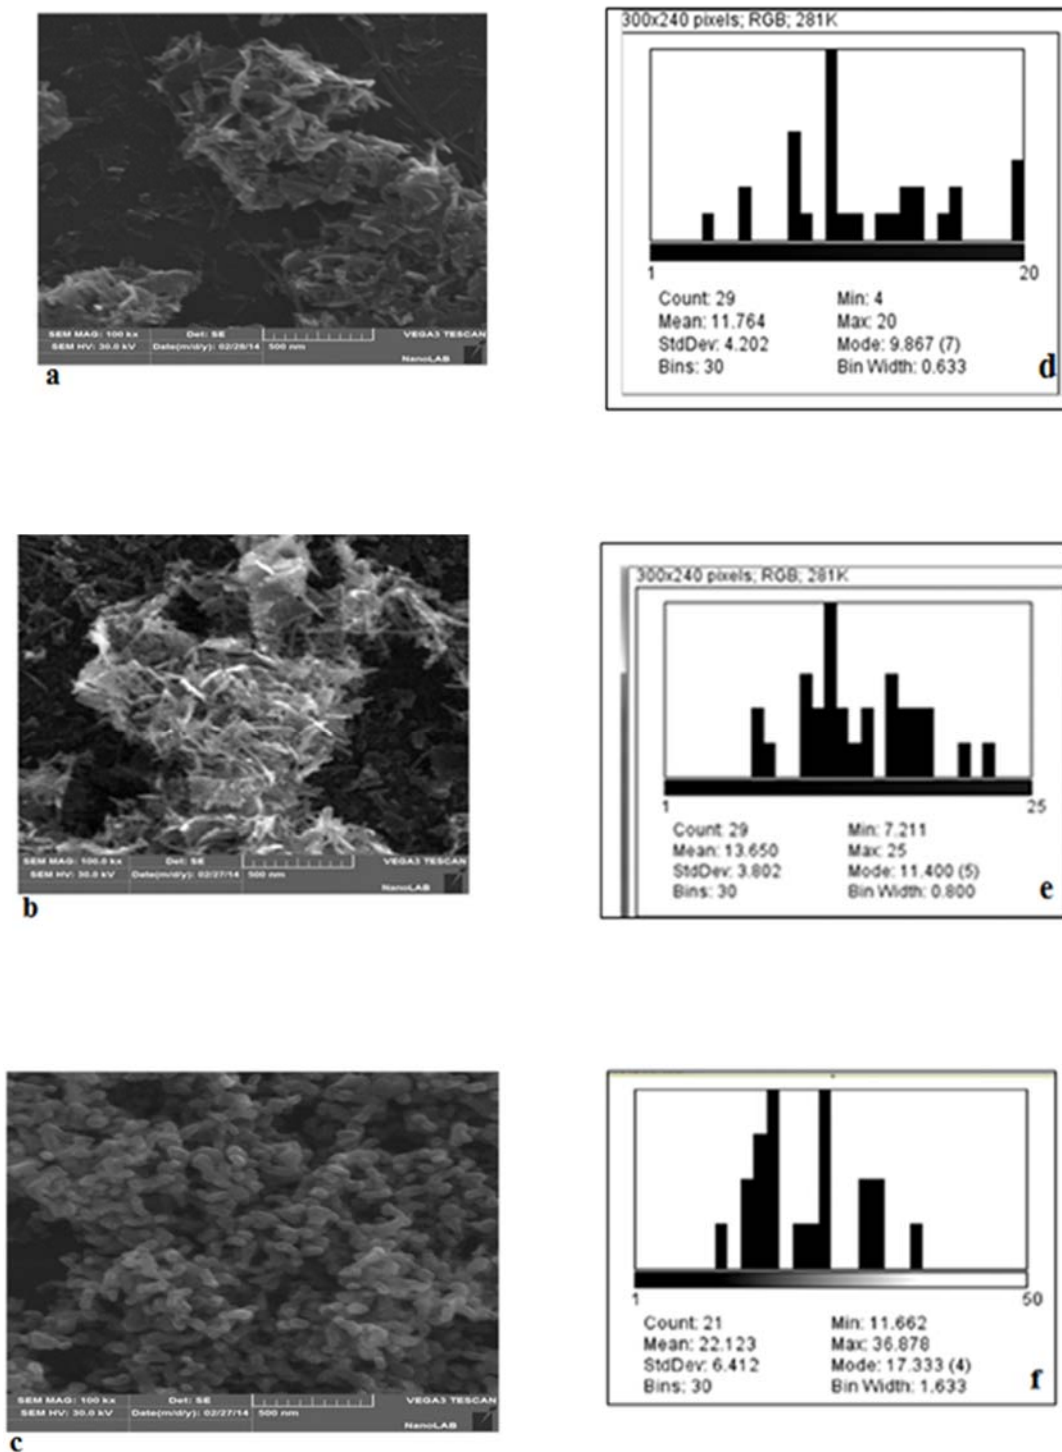 SEM MAG: 100 kx Det: SE VEGA3 TESCAN
SEM HV: 30.0 kV Date(m/d/y): 02/28/14 500 nm
NanoLAB
a
300x240 pixels; RGB; 281K
1 20
Count: 29 Min: 4
Mean: 11.764 Max: 20
StdDev: 4.202 Mode: 9.867 (7)
Bins: 30 Bin Width: 0.633
d
SEM MAG: 100.0 kx Det: SE VEGA3 TESCAN
SEM HV: 30.0 kV Date(m/d/y): 02/27/14 500 nm
NanoLAB
b
300x240 pixels; RGB; 281K
1 25
Count: 29 Min: 7.211
Mean: 13.650 Max: 25
StdDev: 3.802 Mode: 11.400 (5)
Bins: 30 Bin Width: 0.800
e
SEM MAG: 100 kx Det: SE VEGA3 TESCAN
SEM HV: 30.0 kV Date(m/d/y): 02/27/14 500 nm
NanoLAB
c
1 50
Count: 21 Min: 11.662
Mean: 22.123 Max: 36.878
StdDev: 6.412 Mode: 17.333 (4)
Bins: 30 Bin Width: 1.633
f